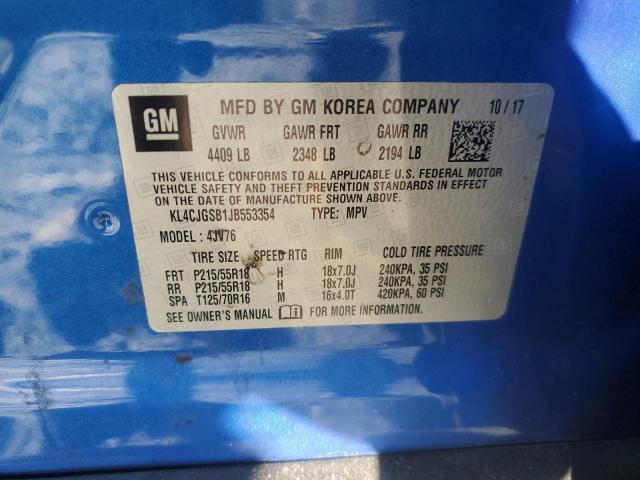 GM MFD BY GM KOREA COMPANY 10/17
GVWR GAWR FRT GAWR RR
4409 LB 2348 LB 2194 LB
THIS VEHICLE CONFORMS TO ALL APPLICABLE U.S. FEDERAL MOTOR
VEHICLE SAFETY AND THEFT PREVENTION STANDARDS IN EFFECT
ON THE DATE OF MANUFACTURE SHOWN ABOVE.
KL4CJGSB1JB553354 TYPE: MPV
MODEL: 4JV76
TIRE SIZE SPEED RTG RIM COLD TIRE PRESSURE
FRT P215/55R18 H 18x7.0J 240KPA, 35 PSI
RR P215/55R18 H 18x7.0J 240KPA, 35 PSI
SPA T125/70R16 M 16x4.0T 420KPA, 60 PSI
SEE OWNER'S MANUAL FOR MORE INFORMATION.